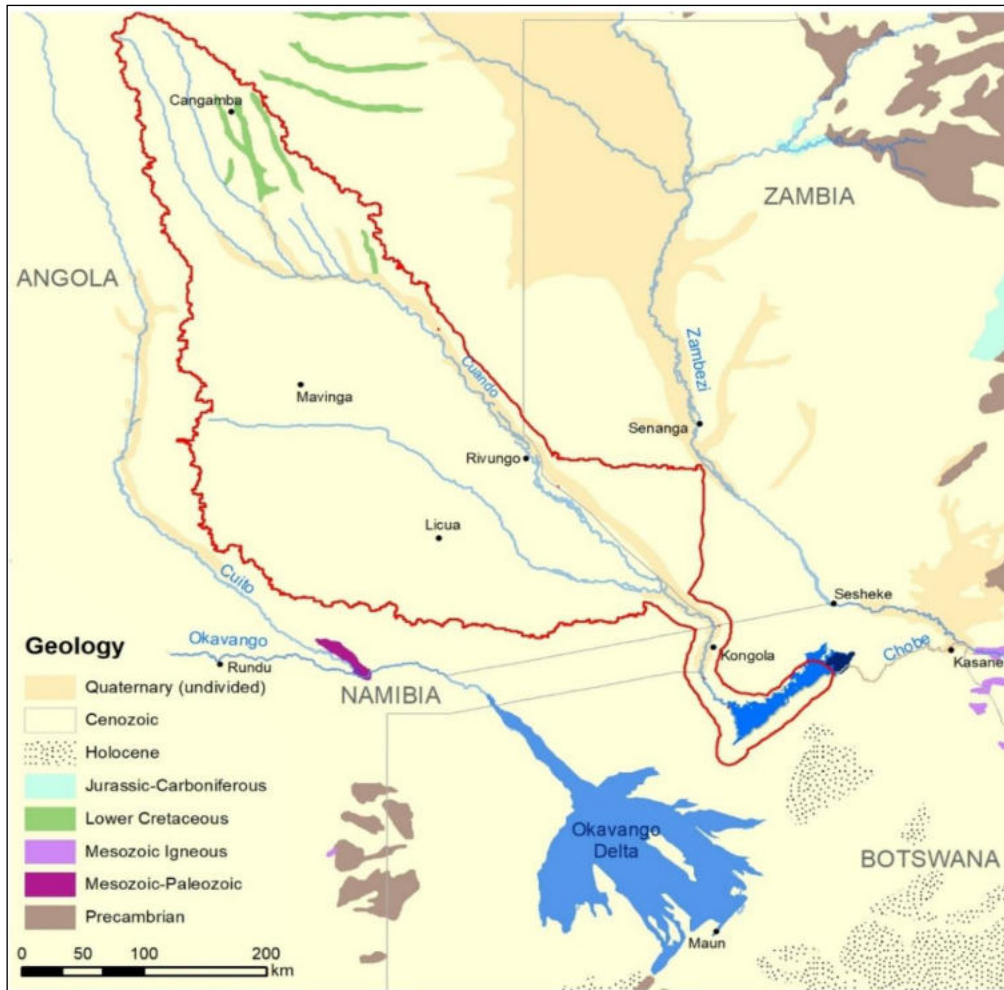 Cangamba
ZAMBIA
ANGOLA
Zambezi
Cuando
Mavinga
Senanga
Rivungo
Licua
Cuito
Sesheke
Okavango
Chobe
Kongola
Kasane
Rundu
NAMIBIA
Okavango
Delta
BOTSWANA
Maun
Geology
Quaternary (undivided)
Cenozoic
Holocene
Jurassic-Carboniferous
Lower Cretaceous
Mesozoic Igneous
Mesozoic-Paleozoic
Precambrian
0 50 100 200
km